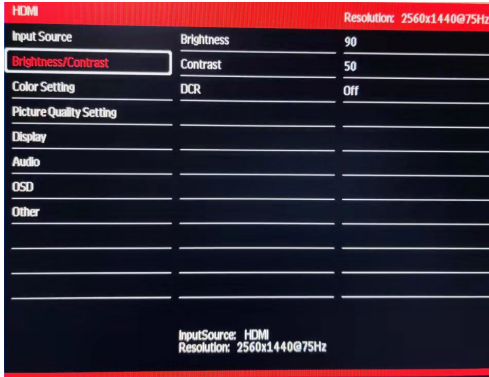 HDMI
Resolution: 2560x1440@75Hz
Input Source
Brightness 90
Brightness/Contrast
Contrast 50
Color Setting
DCR Off
Picture Quality Setting
Display
Audio
OSD
Other
InputSource: HDMI
Resolution: 2560x1440@75Hz